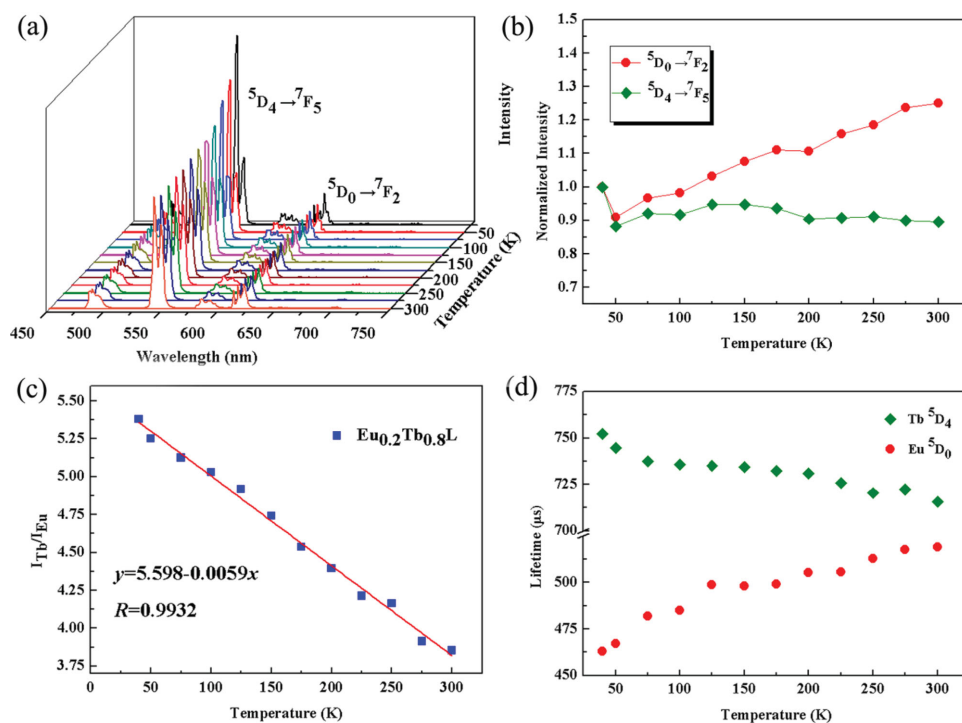 (a)
⁵D₄→⁷F₅
⁵D₀→⁷F₂
Intensity
50
100
150
200
250
300
Temperature (K)
450 500 550 600 650 700 750
Wavelength (nm)
(b)
1.5
1.4
1.3
1.2
1.1
1.0
0.9
0.8
0.7
Normalized Intensity
⁵D₀→⁷F₂
⁵D₄→⁷F₅
50 100 150 200 250 300
Temperature (K)
(c)
5.50
5.25
5.00
4.75
4.50
4.25
4.00
3.75
I_Tb/I_Eu
Eu₀.₂Tb₀.₈L
y=5.598-0.0059x
R=0.9932
0 50 100 150 200 250 300
Temperature (K)
(d)
775
750
725
700
500
475
450
Lifetime (μs)
Tb ⁵D₄
Eu ⁵D₀
50 100 150 200 250 300
Temperature (K)